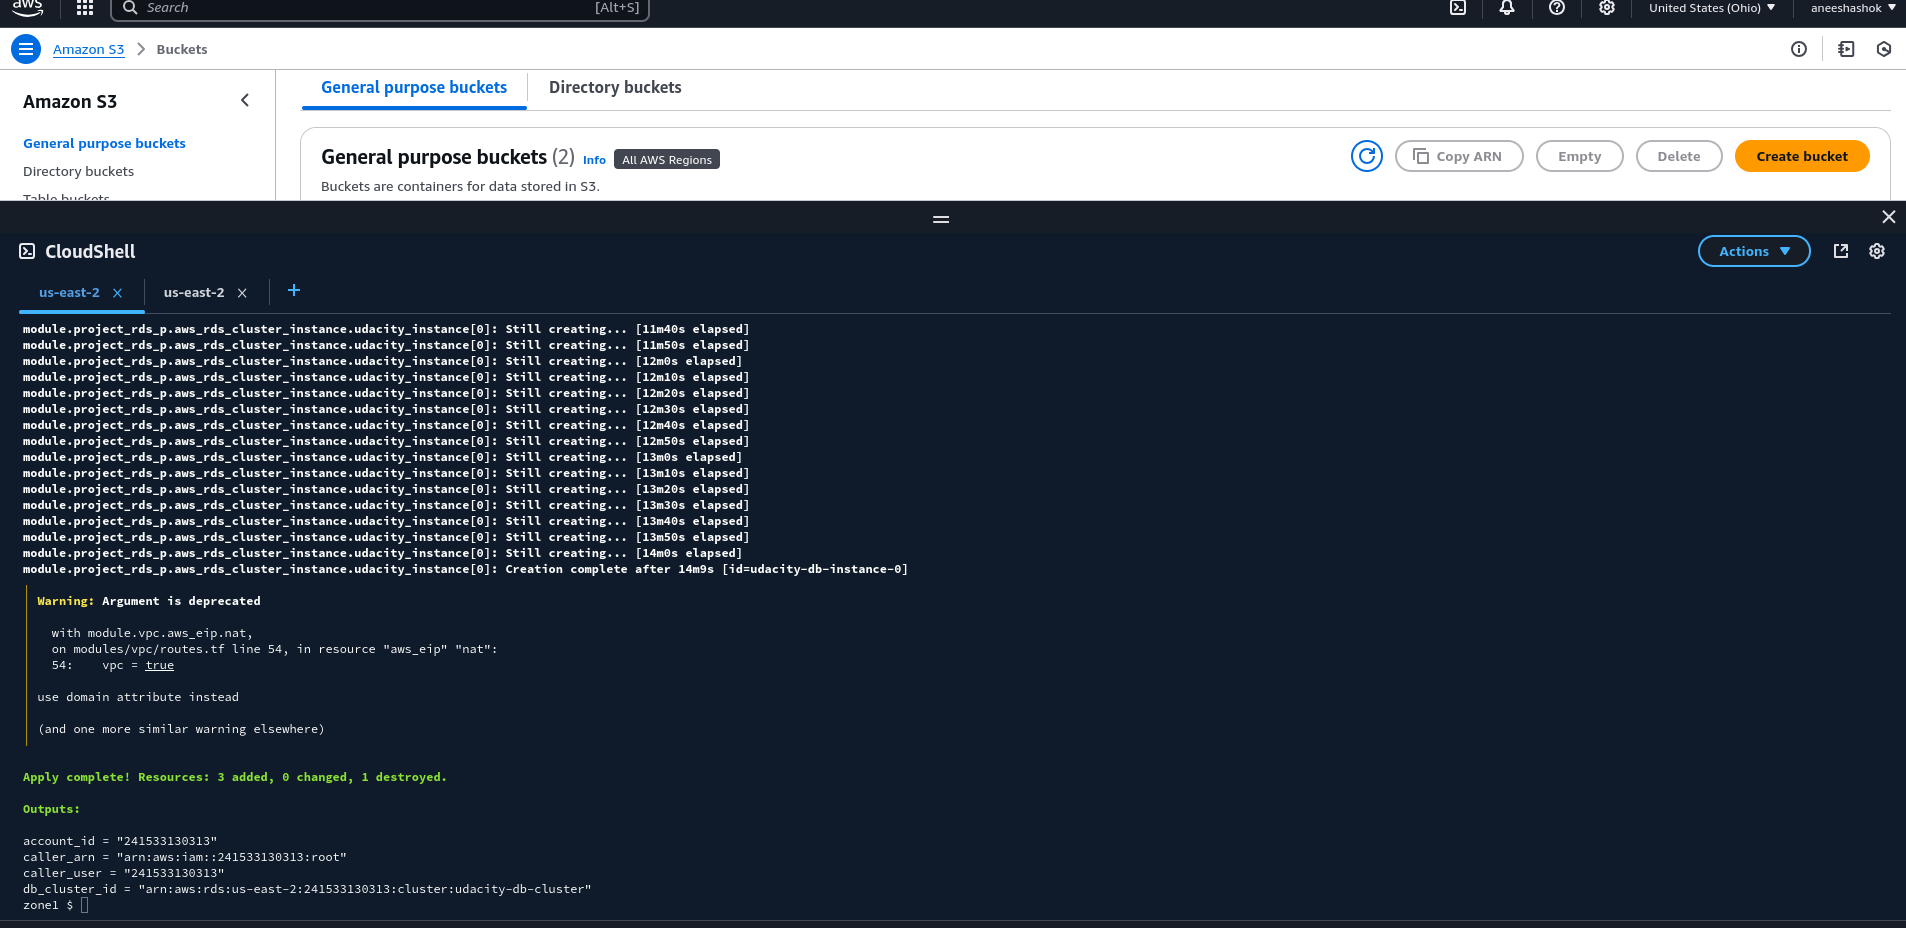 aws
Search
[Alt+S]
United States (Ohio)
aneeshashok
Amazon S3
Buckets
Amazon S3
General purpose buckets
Directory buckets
Table buckets
General purpose buckets
Directory buckets
General purpose buckets (2) Info All AWS Regions
Copy ARN
Empty
Delete
Create bucket
Buckets are containers for data stored in S3.
CloudShell
Actions
us-east-2
us-east-2
module.project_rds_p.aws_rds_cluster_instance.udacity_instance[0]: Still creating... [11m40s elapsed]
module.project_rds_p.aws_rds_cluster_instance.udacity_instance[0]: Still creating... [11m50s elapsed]
module.project_rds_p.aws_rds_cluster_instance.udacity_instance[0]: Still creating... [12m0s elapsed]
module.project_rds_p.aws_rds_cluster_instance.udacity_instance[0]: Still creating... [12m10s elapsed]
module.project_rds_p.aws_rds_cluster_instance.udacity_instance[0]: Still creating... [12m20s elapsed]
module.project_rds_p.aws_rds_cluster_instance.udacity_instance[0]: Still creating... [12m30s elapsed]
module.project_rds_p.aws_rds_cluster_instance.udacity_instance[0]: Still creating... [12m40s elapsed]
module.project_rds_p.aws_rds_cluster_instance.udacity_instance[0]: Still creating... [12m50s elapsed]
module.project_rds_p.aws_rds_cluster_instance.udacity_instance[0]: Still creating... [13m0s elapsed]
module.project_rds_p.aws_rds_cluster_instance.udacity_instance[0]: Still creating... [13m10s elapsed]
module.project_rds_p.aws_rds_cluster_instance.udacity_instance[0]: Still creating... [13m20s elapsed]
module.project_rds_p.aws_rds_cluster_instance.udacity_instance[0]: Still creating... [13m30s elapsed]
module.project_rds_p.aws_rds_cluster_instance.udacity_instance[0]: Still creating... [13m40s elapsed]
module.project_rds_p.aws_rds_cluster_instance.udacity_instance[0]: Still creating... [13m50s elapsed]
module.project_rds_p.aws_rds_cluster_instance.udacity_instance[0]: Still creating... [14m0s elapsed]
module.project_rds_p.aws_rds_cluster_instance.udacity_instance[0]: Creation complete after 14m9s [id=udacity-db-instance-0]
Warning: Argument is deprecated
with module.vpc.aws_eip.nat,
on modules/vpc/routes.tf line 54, in resource "aws_eip" "nat":
54: vpc = true
use domain attribute instead
(and one more similar warning elsewhere)
Apply complete! Resources: 3 added, 0 changed, 1 destroyed.
Outputs:
account_id = "241533130313"
caller_arn = "arn:aws:iam::241533130313:root"
caller_user = "241533130313"
db_cluster_id = "arn:aws:rds:us-east-2:241533130313:cluster:udacity-db-cluster"
zone1 $